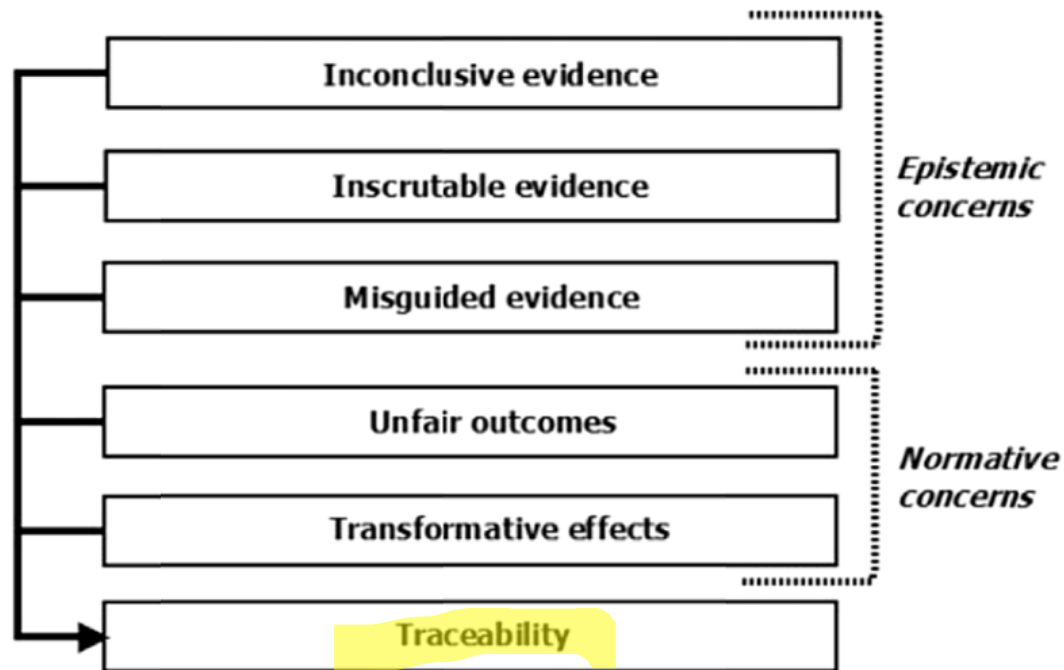 Inconclusive evidence
Inscrutable evidence
Misguided evidence
Epistemic
concerns
Unfair outcomes
Transformative effects
Normative
concerns
Traceability